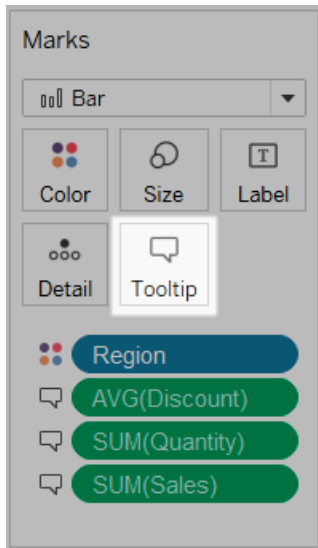 Marks
Bar
Color Size Label
Detail Tooltip
Region
AVG(Discount)
SUM(Quantity)
SUM(Sales)